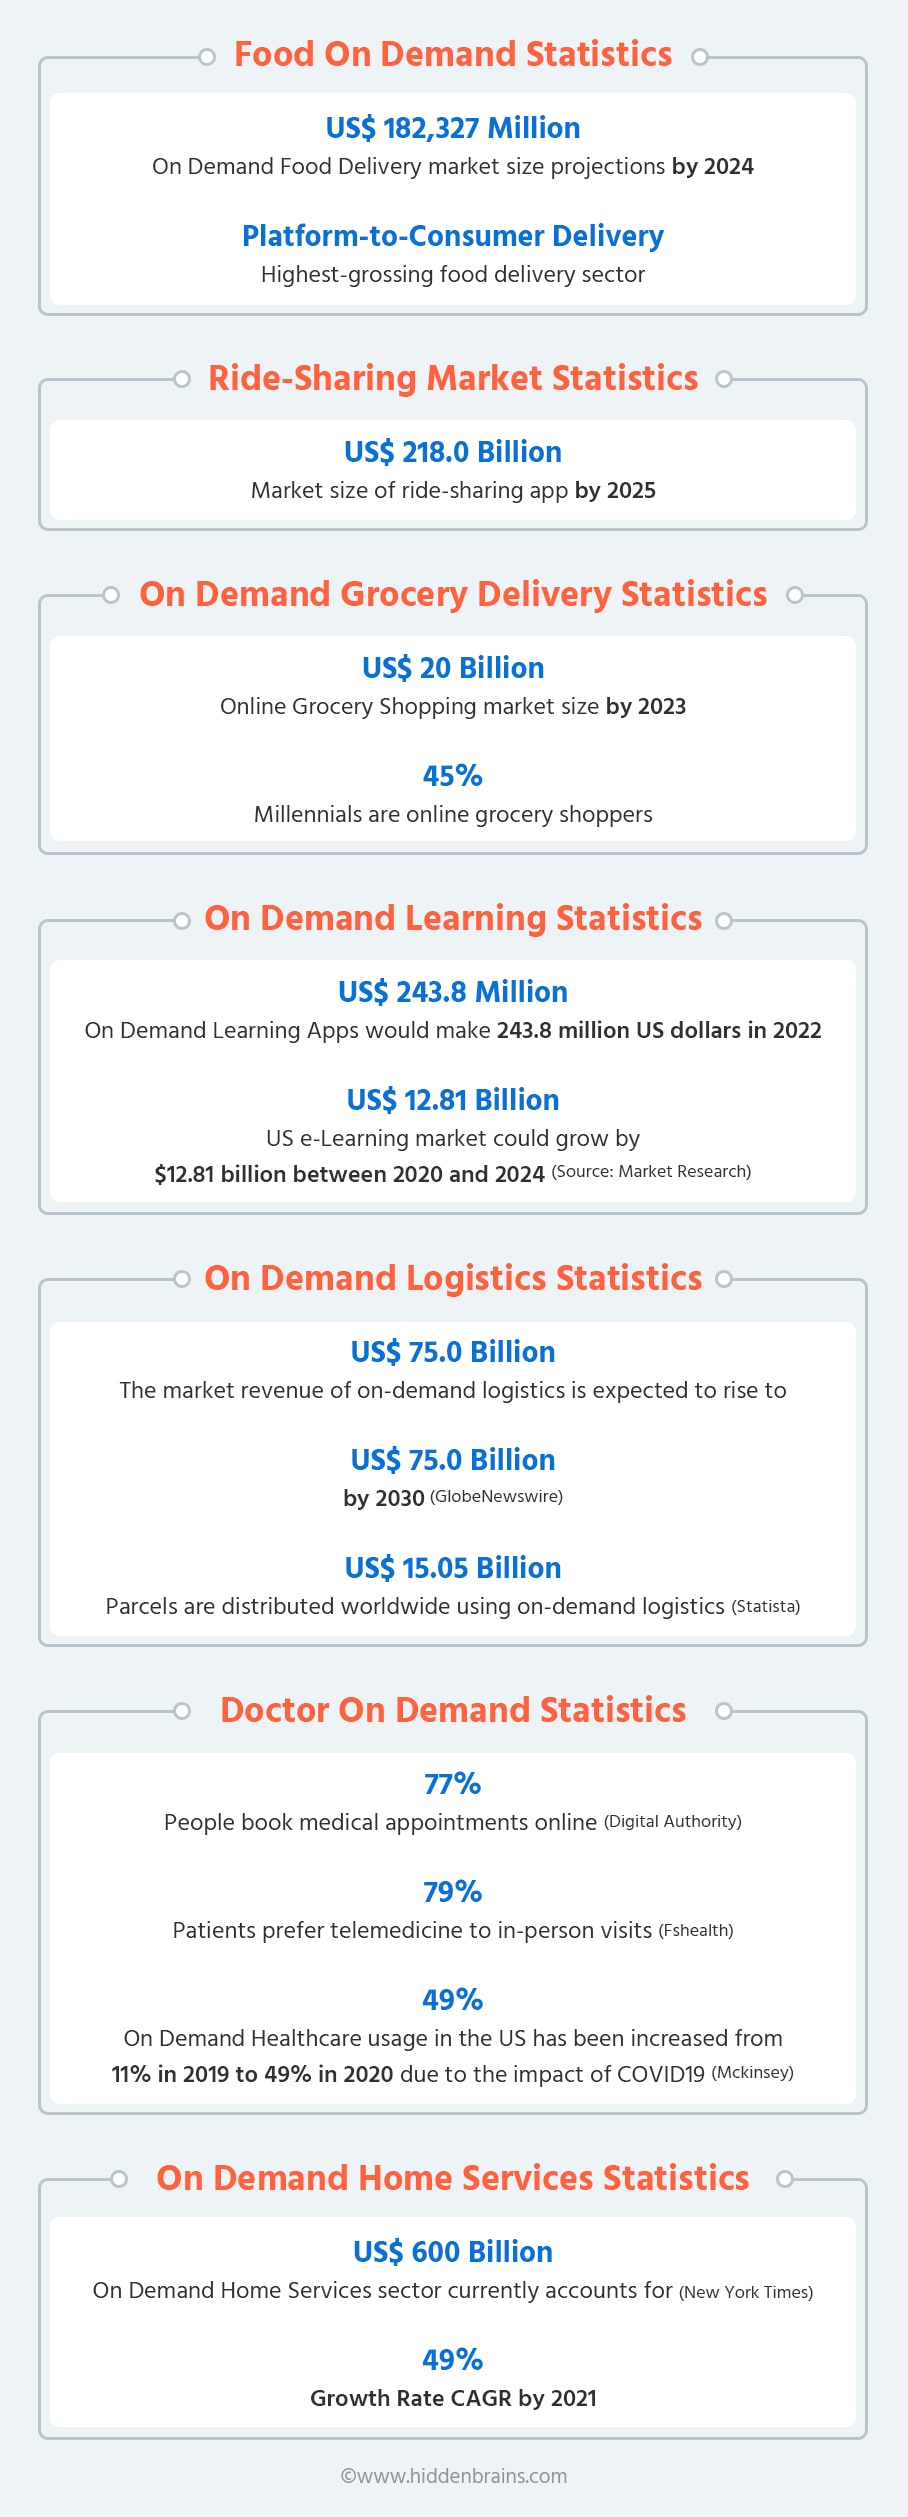 Food On Demand Statistics
US$ 182,327 Million
On Demand Food Delivery market size projections by 2024
Platform-to-Consumer Delivery
Highest-grossing food delivery sector
Ride-Sharing Market Statistics
US$ 218.0 Billion
Market size of ride-sharing app by 2025
On Demand Grocery Delivery Statistics
US$ 20 Billion
Online Grocery Shopping market size by 2023
45%
Millennials are online grocery shoppers
On Demand Learning Statistics
US$ 243.8 Million
On Demand Learning Apps would make 243.8 million US dollars in 2022
US$ 12.81 Billion
US e-Learning market could grow by
$12.81 billion between 2020 and 2024 (Source: Market Research)
On Demand Logistics Statistics
US$ 75.0 Billion
The market revenue of on-demand logistics is expected to rise to
US$ 75.0 Billion
by 2030 (GlobeNewswire)
US$ 15.05 Billion
Parcels are distributed worldwide using on-demand logistics (Statista)
Doctor On Demand Statistics
77%
People book medical appointments online (Digital Authority)
79%
Patients prefer telemedicine to in-person visits (Fshealth)
49%
On Demand Healthcare usage in the US has been increased from
11% in 2019 to 49% in 2020 due to the impact of COVID19 (Mckinsey)
On Demand Home Services Statistics
US$ 600 Billion
On Demand Home Services sector currently accounts for (New York Times)
49%
Growth Rate CAGR by 2021
©www.hiddenbrains.com